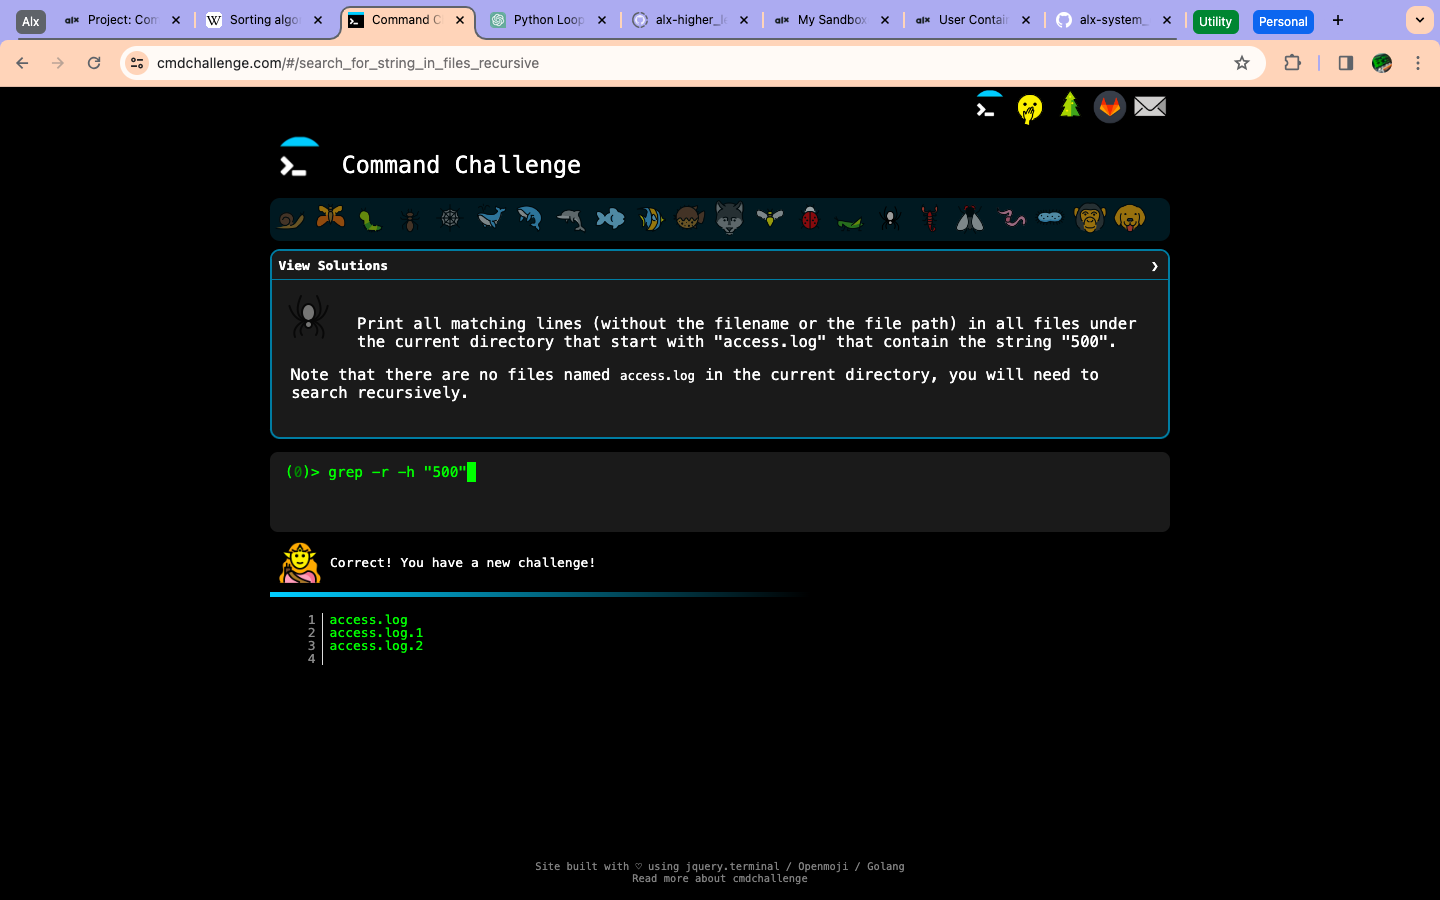 Alx
Project: Com
Sorting algo
Command C
Python Loop
alx-higher_l
My Sandbox
User Contai
alx-system_
Utility
Personal
cmdchallenge.com/#/search_for_string_in_files_recursive
Command Challenge
View Solutions
Print all matching lines (without the filename or the file path) in all files under
the current directory that start with "access.log" that contain the string "500".
Note that there are no files named access.log in the current directory, you will need to
search recursively.
(0)> grep -r -h "500"
Correct! You have a new challenge!
1 access.log
2 access.log.1
3 access.log.2
4
Site built with ♡ using jquery.terminal / Openmoji / Golang
Read more about cmdchallenge